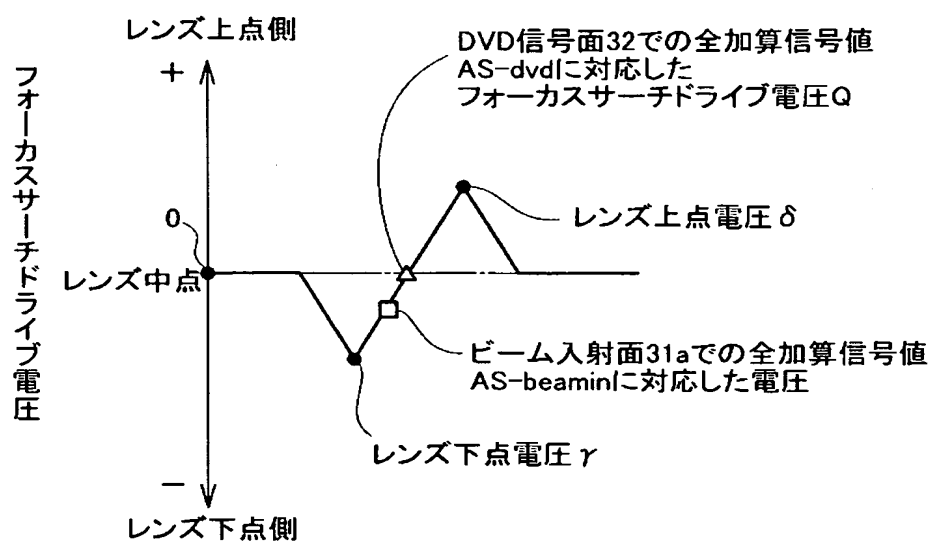 レンズ上点側
+
DVD信号面32での全加算信号値
AS-dvdに対応した
フォーカスサーチドライブ電圧Q
フォーカスサーチドライブ電圧
0
レンズ上点電圧δ
レンズ中点
ビーム入射面31aでの全加算信号値
AS-beaminに対応した電圧
レンズ下点電圧γ
−
レンズ下点側